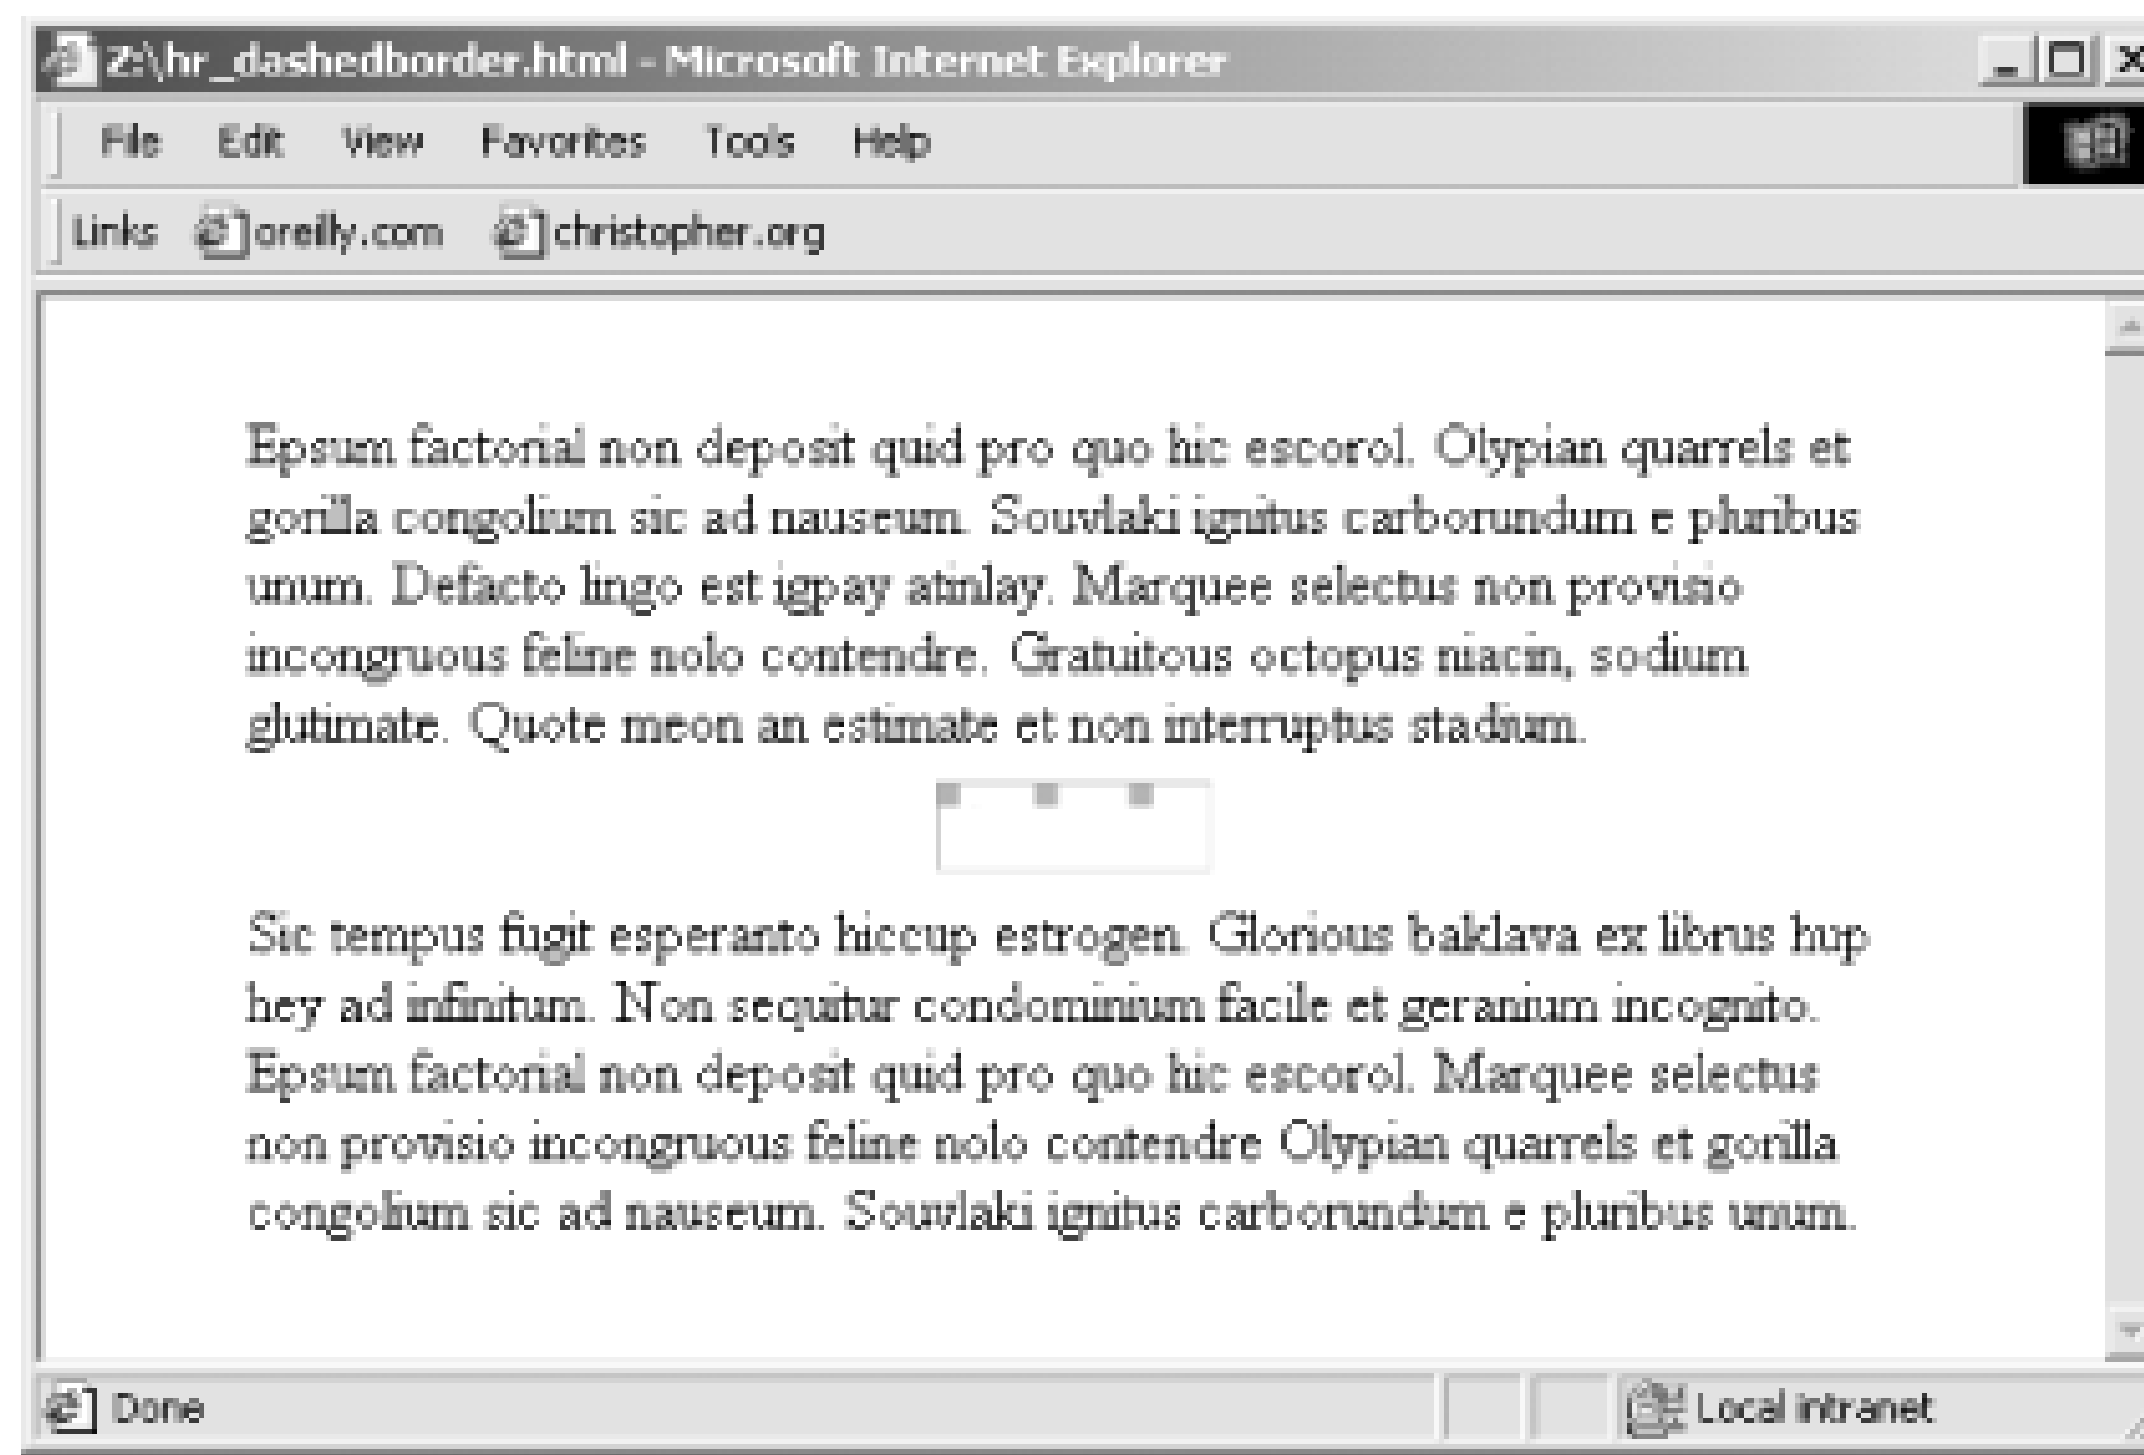 Z:\hr_dashedborder.html - Microsoft Internet Explorer
File Edit View Favorites Tools Help
Links oreilly.com christopher.org
Epsum factorial non deposit quid pro quo hic escorol. Olypian quarrels et
gorilla congolium sic ad nauseum. Souvlaki ignitus carborundum e pluribus
unum. Defacto lingo est igpay atinlay. Marquee selectus non provisio
incongruous feline nolo contendre. Gratuitous octopus niacin, sodium
glutimate. Quote meon an estimate et non interruptus stadium.
Sic tempus fugit esperanto hiccup estrogen. Glorious baklava ex librus hup
hey ad infinitum. Non sequitur condominium facile et geranium incognito.
Epsum factorial non deposit quid pro quo hic escorol. Marquee selectus
non provisio incongruous feline nolo contendre Olypian quarrels et gorilla
congolium sic ad nauseum. Souvlaki ignitus carborundum e pluribus unum.
Done Local intranet